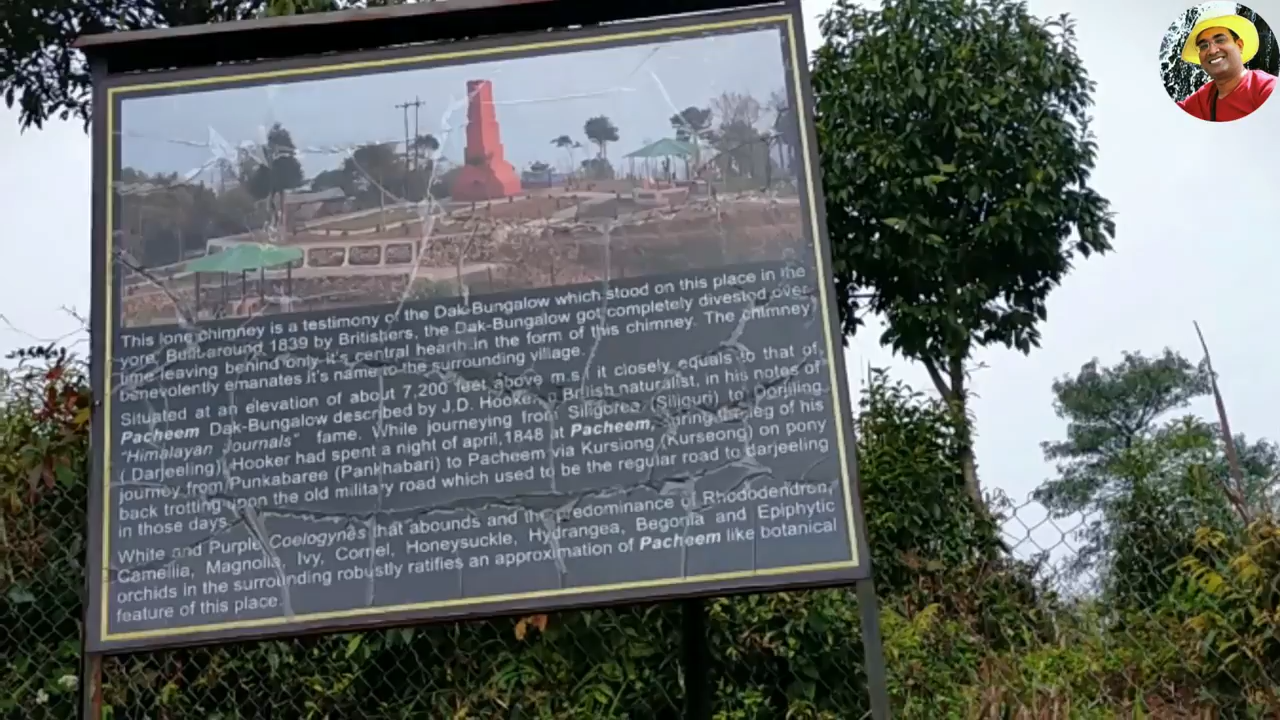 This lone chimney is a testimony of the Dak-Bungalow which stood on this place in the
yore. Built around 1839 by Britishers, the Dak-Bungalow got completely divested over
time leaving behind only it's central hearth in the form of this chimney. The chimney
benevolently emanates it's name to the surrounding village.
Situated at an elevation of about 7,200 feet above m.s. it closely equals to that of
Pacheem Dak-Bungalow described by J.D. Hooker, a British naturalist, in his notes of
"Himalayan Journals" fame. While journeying from Siligoree (Siliguri) to Dorjiling
(Darjeeling), Hooker had spent a night of april, 1848 at Pacheem, during the leg of his
journey from Punkabaree (Pankhabari) to Pacheem via Kursiong (Kurseong) on pony
back trotting upon the old military road which used to be the regular road to darjeeling
in those days.
White and Purple Coelogynes that abounds and the predominance of Rhododendron,
Camellia, Magnolia, Ivy, Cornel, Honeysuckle, Hydrangea, Begonia and Epiphytic
orchids in the surrounding robustly ratifies an approximation of Pacheem like botanical
feature of this place.